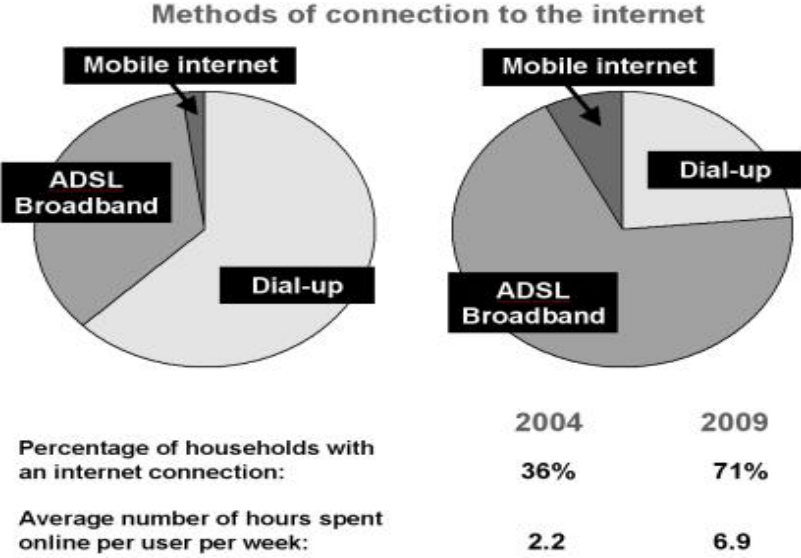 Methods of connection to the internet
Mobile internet
ADSL
Broadband
Dial-up
Mobile internet
Dial-up
ADSL
Broadband
2004 2009
Percentage of households with
an internet connection: 36% 71%
Average number of hours spent
online per user per week: 2.2 6.9